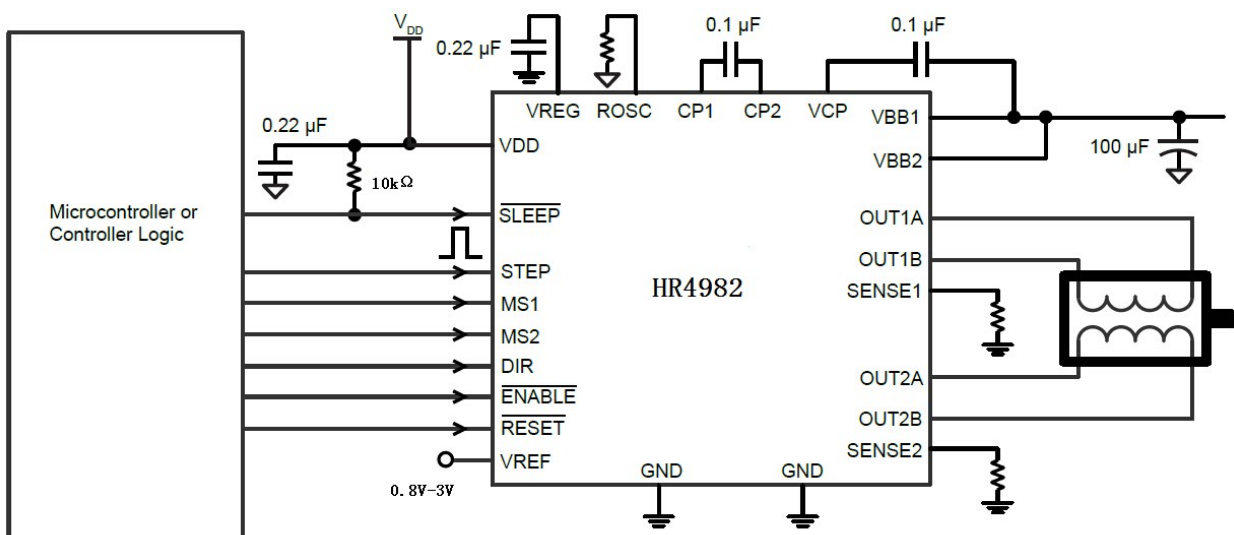 V_DD
0.22 µF
0.1 µF
0.1 µF
VREG
ROSC
CP1
CP2
VCP
VBB1
0.22 µF
VDD
VBB2
100 µF
10kΩ
Microcontroller or
Controller Logic
SLEEP
OUT1A
OUT1B
STEP
HR4982
SENSE1
MS1
MS2
DIR
OUT2A
ENABLE
OUT2B
RESET
SENSE2
VREF
GND
GND
0.8V-3V